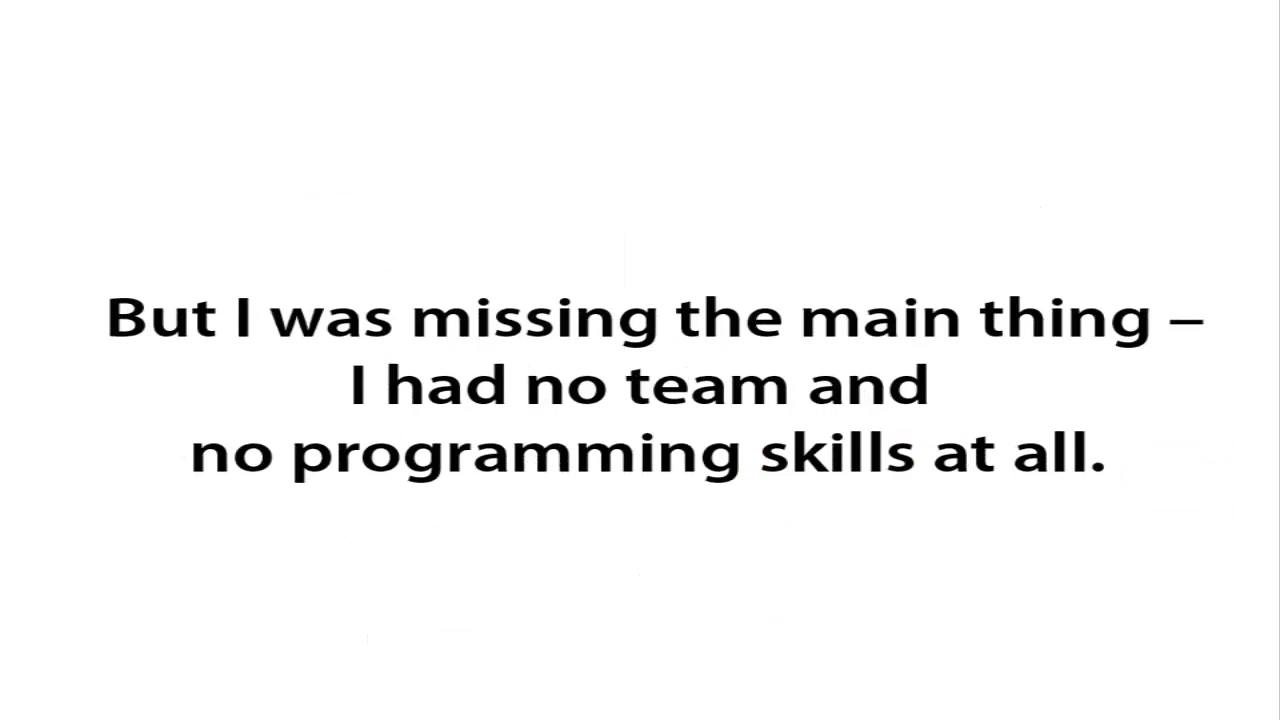 But I was missing the main thing –
I had no team and
no programming skills at all.